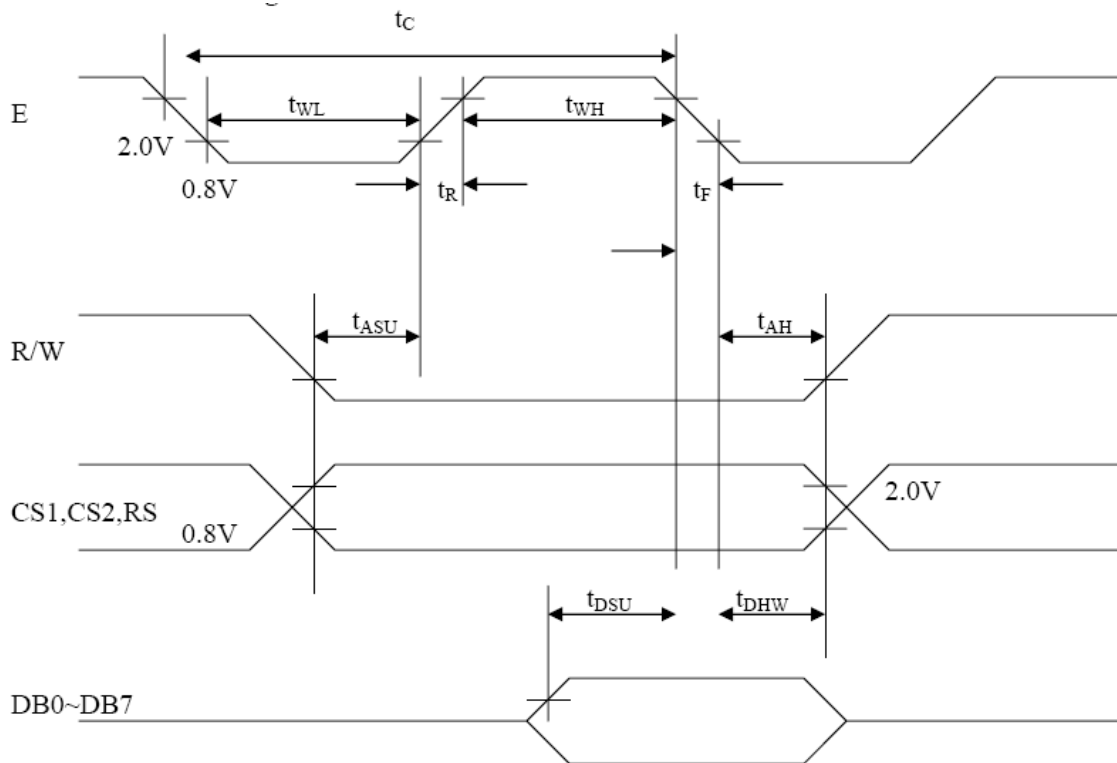 tC
E
tWL
tWH
2.0V
0.8V
tR
tF
tASU
tAH
R/W
CS1,CS2,RS
0.8V
2.0V
tDSU
tDHW
DB0~DB7